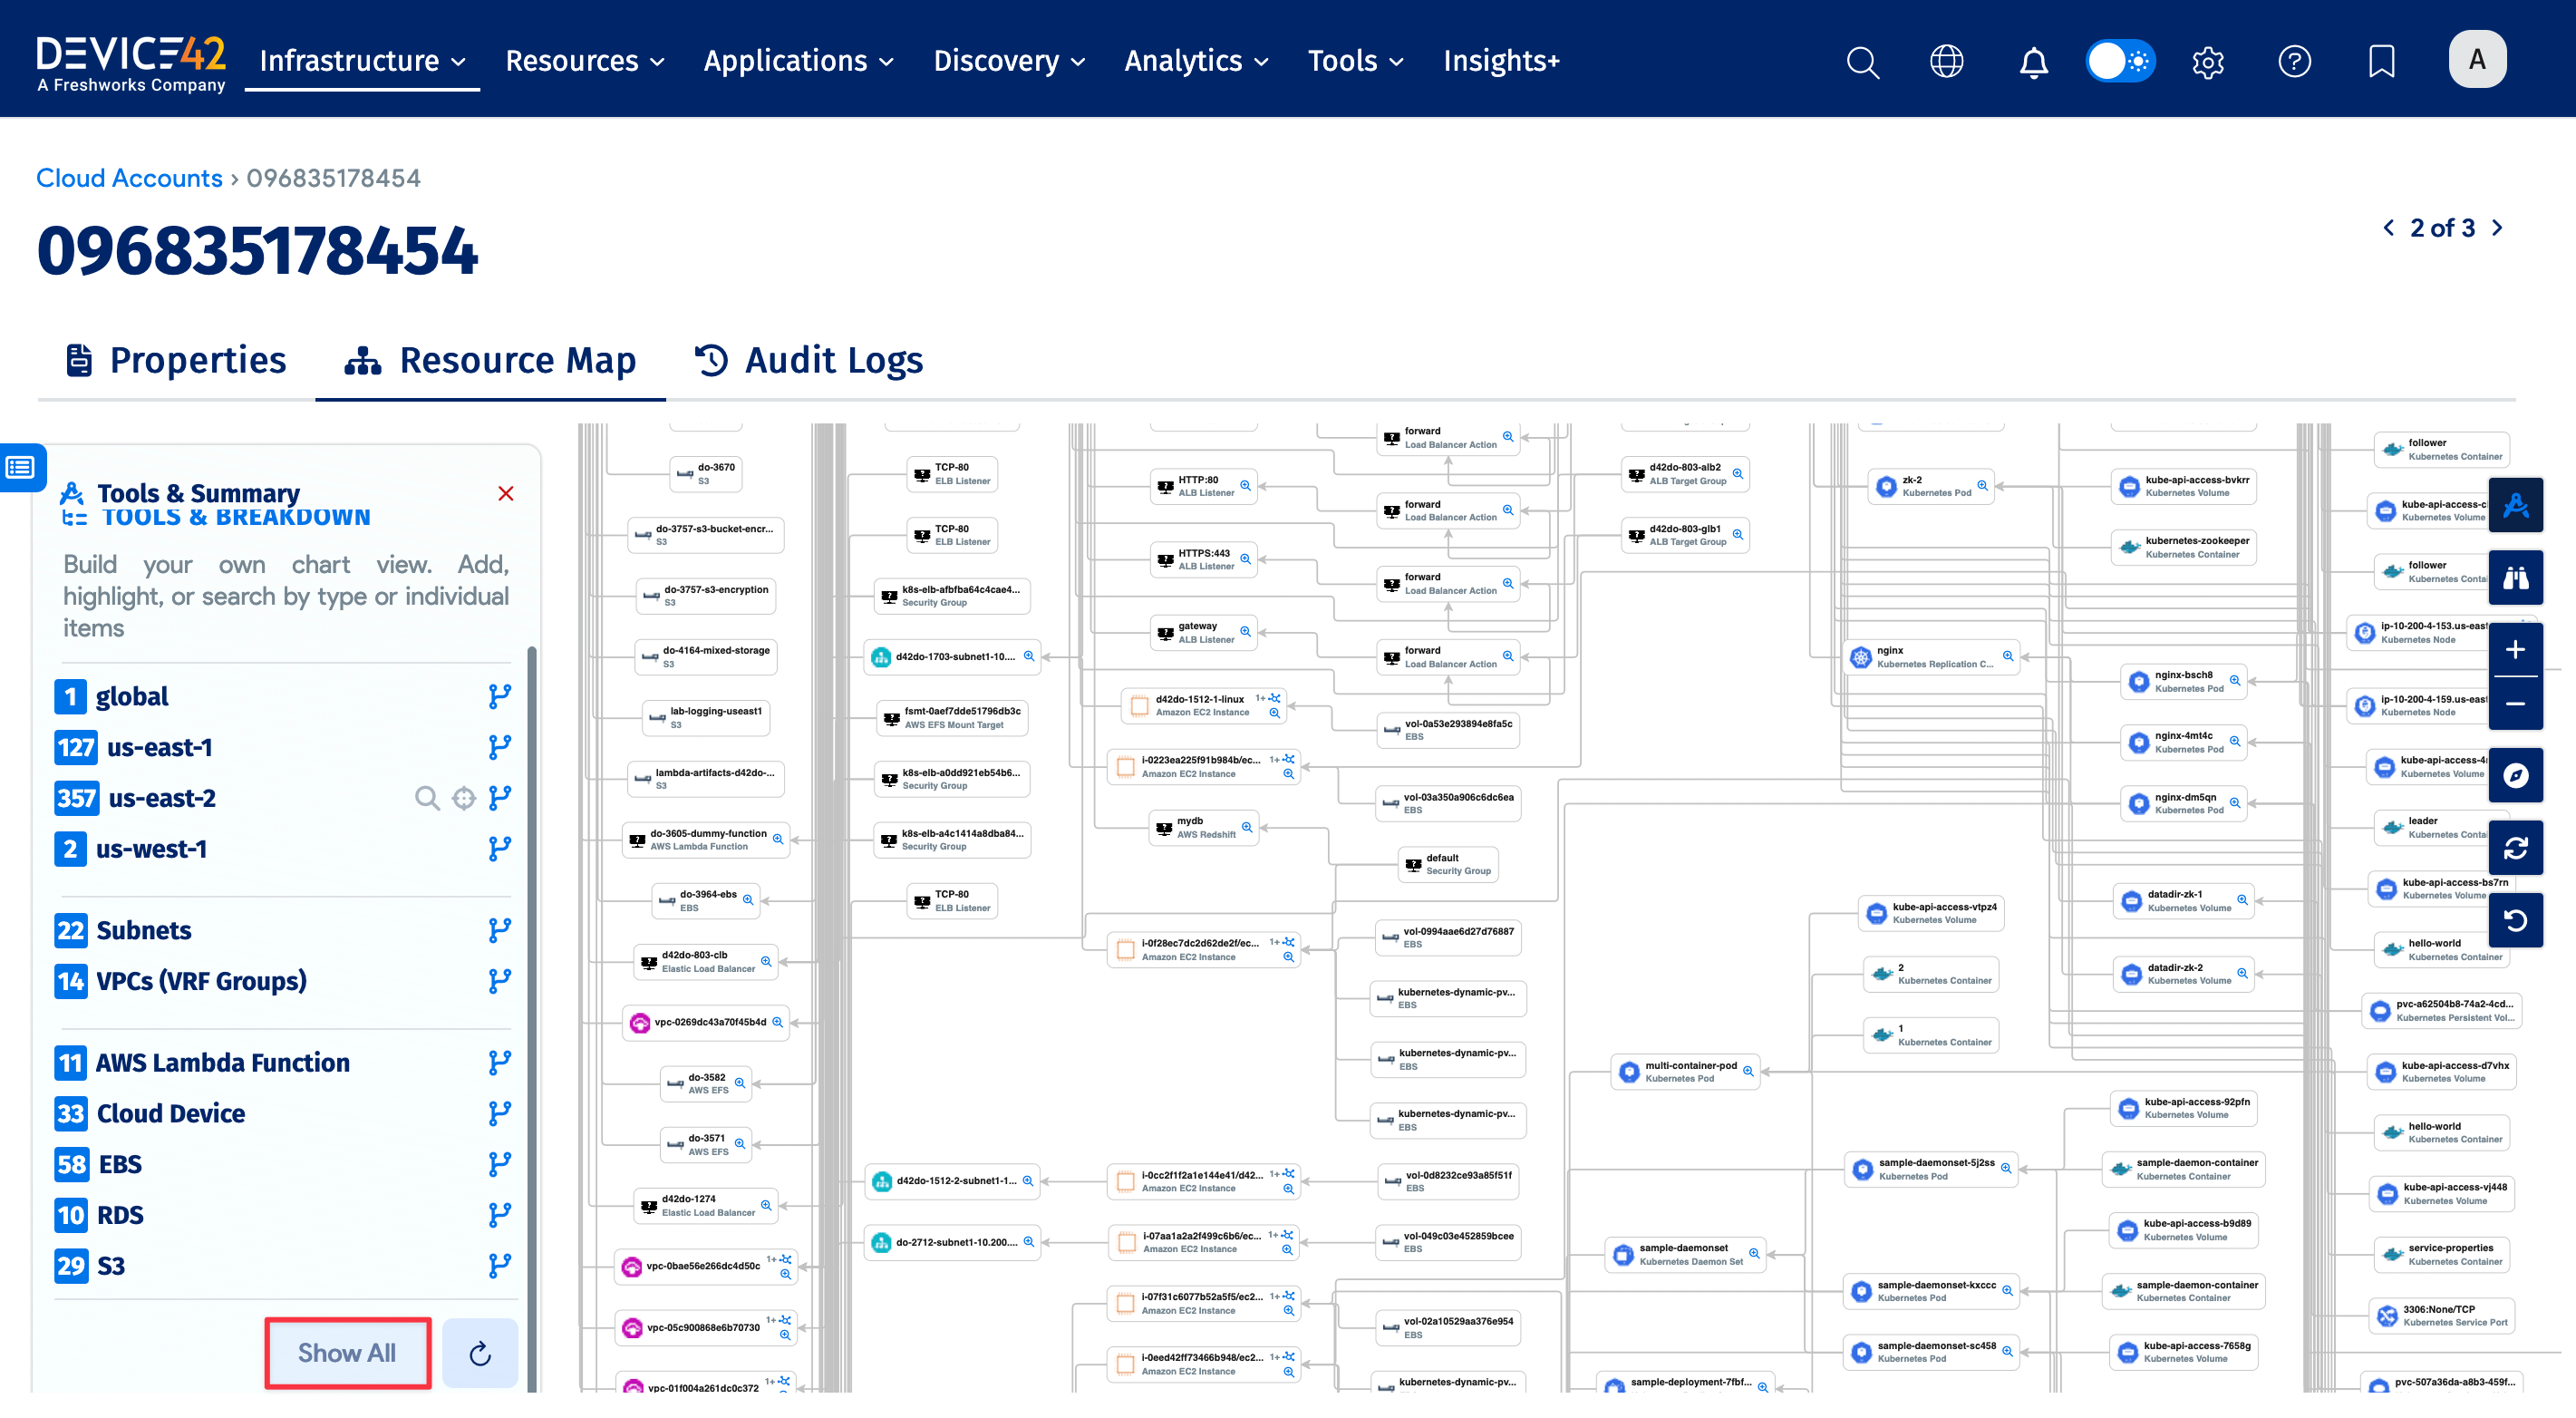 DEVICE42
A Freshworks Company
Infrastructure
Resources
Applications
Discovery
Analytics
Tools
Insights+
A
Cloud Accounts › 096835178454
096835178454
2 of 3
Properties
Resource Map
Audit Logs
Tools & Summary
TOOLS & BREAKDOWN
Build your own chart view. Add,
highlight, or search by type or individual
items
1 global
127 us-east-1
357 us-east-2
2 us-west-1
22 Subnets
14 VPCs (VRF Groups)
11 AWS Lambda Function
33 Cloud Device
58 EBS
10 RDS
29 S3
Show All
do-3670
S3
do-3757-s3-bucket-encr...
S3
do-3757-s3-encryption
S3
do-4164-mixed-storage
S3
lab-logging-useast1
S3
lambda-artifacts-d42do-...
S3
do-3605-dummy-function
AWS Lambda Function
do-3964-ebs
EBS
d42do-803-clb
Elastic Load Balancer
vpc-0269dc43a70f45b4d
do-3582
AWS EFS
do-3571
AWS EFS
d42do-1274
Elastic Load Balancer
vpc-0bae56e266dc4d50c
1+
vpc-05c900868e6b70730
1+
vpc-01f004a261dc0c372
1+
TCP-80
ELB Listener
TCP-80
ELB Listener
k8s-elb-afbfba64c4cae4...
Security Group
d42do-1703-subnet1-10....
fsmt-0aef7dde51796db3c
AWS EFS Mount Target
k8s-elb-a0dd921eb54b6...
Security Group
k8s-elb-a4c1414a8dba84...
Security Group
TCP-80
ELB Listener
d42do-1512-2-subnet1-1...
do-2712-subnet1-10.200....
HTTP:80
ALB Listener
HTTPS:443
ALB Listener
gateway
ALB Listener
d42do-1512-1-linux
Amazon EC2 Instance
1+
i-0223ea225f91b984b/ec...
Amazon EC2 Instance
1+
mydb
AWS Redshift
i-0f28ec7dc2d62de2f/ec...
Amazon EC2 Instance
1+
i-0cc2f1f2a1e144e41/d42...
Amazon EC2 Instance
1+
i-07aa1a2a2f499c6b6/ec...
Amazon EC2 Instance
1+
i-07f31c6077b52a5f5/ec2...
Amazon EC2 Instance
1+
i-0eed42ff73466b948/ec2...
Amazon EC2 Instance
1+
forward
Load Balancer Action
forward
Load Balancer Action
forward
Load Balancer Action
forward
Load Balancer Action
vol-0a53e293894e8fa5c
EBS
vol-03a350a906c6dc6ea
EBS
default
Security Group
vol-0994aae6d27d76887
EBS
kubernetes-dynamic-pv...
EBS
kubernetes-dynamic-pv...
EBS
kubernetes-dynamic-pv...
EBS
vol-0d8232ce93a85f51f
EBS
vol-049c03e452859bcee
EBS
vol-02a10529aa376e954
EBS
kubernetes-dynamic-pv...
d42do-803-alb2
ALB Target Group
d42do-803-glb1
ALB Target Group
multi-container-pod
Kubernetes Pod
sample-daemonset
Kubernetes Daemon Set
sample-deployment-7fbf...
zk-2
Kubernetes Pod
nginx
Kubernetes Replication C...
kube-api-access-vtpz4
Kubernetes Volume
2
Kubernetes Container
1
Kubernetes Container
sample-daemonset-5j2ss
Kubernetes Pod
sample-daemonset-kxccc
Kubernetes Pod
sample-daemonset-sc458
Kubernetes Pod
kube-api-access-bvkrr
Kubernetes Volume
kubernetes-zookeeper
Kubernetes Container
nginx-bsch8
Kubernetes Pod
nginx-4mt4c
Kubernetes Pod
nginx-dm5qn
Kubernetes Pod
datadir-zk-1
Kubernetes Volume
datadir-zk-2
Kubernetes Volume
kube-api-access-92pfn
Kubernetes Volume
sample-daemon-container
Kubernetes Container
kube-api-access-b9d89
Kubernetes Volume
sample-daemon-container
Kubernetes Container
kube-api-access-7658g
Kubernetes Volume
follower
Kubernetes Container
kube-api-access-c
Kubernetes Volume
follower
Kubernetes Contai
ip-10-200-4-153.us-east
Kubernetes Node
ip-10-200-4-159.us-east
Kubernetes Node
kube-api-access-4
Kubernetes Volume
leader
Kubernetes Contai
kube-api-access-bs7rn
Kubernetes Volume
hello-world
Kubernetes Container
pvc-a62504b8-74a2-4cd...
Kubernetes Persistent Vol...
kube-api-access-d7vhx
Kubernetes Volume
hello-world
Kubernetes Container
kube-api-access-vj448
Kubernetes Volume
service-properties
Kubernetes Container
3306:None/TCP
Kubernetes Service Port
pvc-507a36da-a8b3-459f...